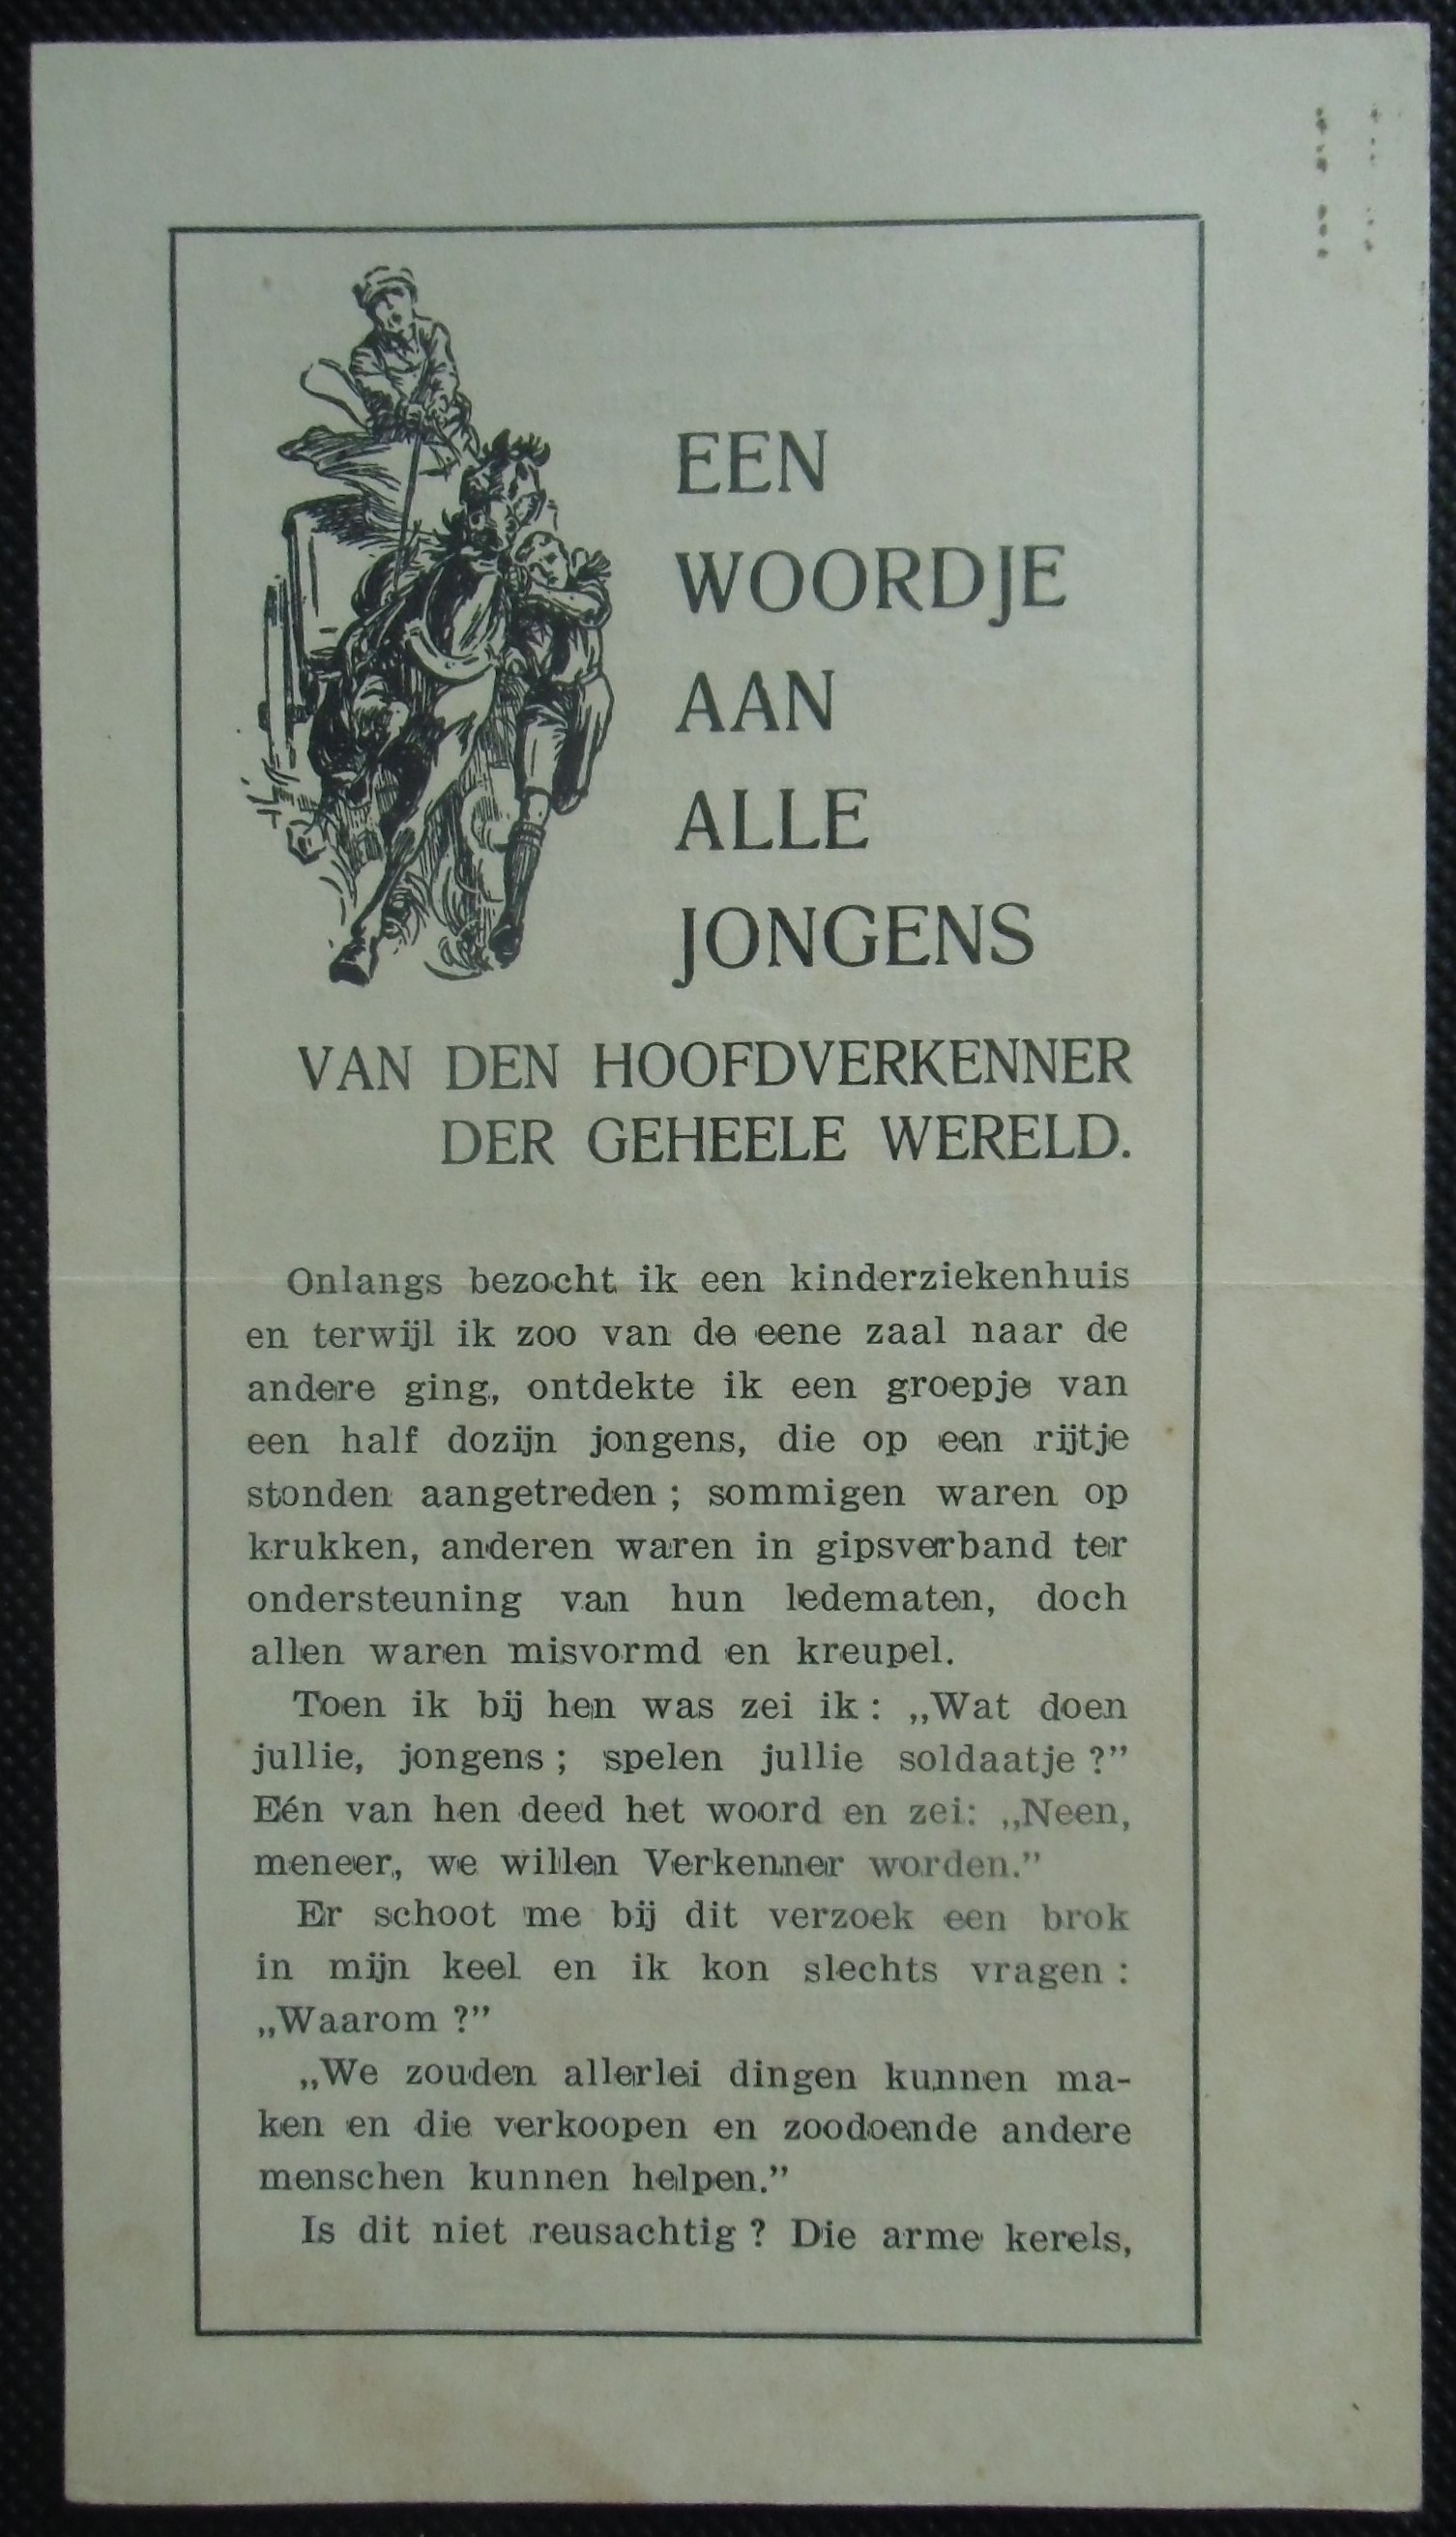 EEN
WOORDJE
AAN
ALLE
JONGENS
VAN DEN HOOFDVERKENNER
DER GEHEELE WERELD.
Onlangs bezocht ik een kinderziekenhuis
en terwijl ik zoo van de eene zaal naar de
andere ging, ontdekte ik een groepje van
een half dozijn jongens, die op een rijtje
stonden aangetreden ; sommigen waren op
krukken, anderen waren in gipsverband ter
ondersteuning van hun ledematen, doch
allen waren misvormd en kreupel.
Toen ik bij hen was zei ik : „Wat doen
jullie, jongens ; spelen jullie soldaatje ?”
Eén van hen deed het woord en zei: „Neen,
meneer, we willen Verkenner worden.”
Er schoot me bij dit verzoek een brok
in mijn keel en ik kon slechts vragen :
„Waarom ?”
„We zouden allerlei dingen kunnen ma-
ken en die verkoopen en zoodoende andere
menschen kunnen helpen.”
Is dit niet reusachtig ? Die arme kerels,